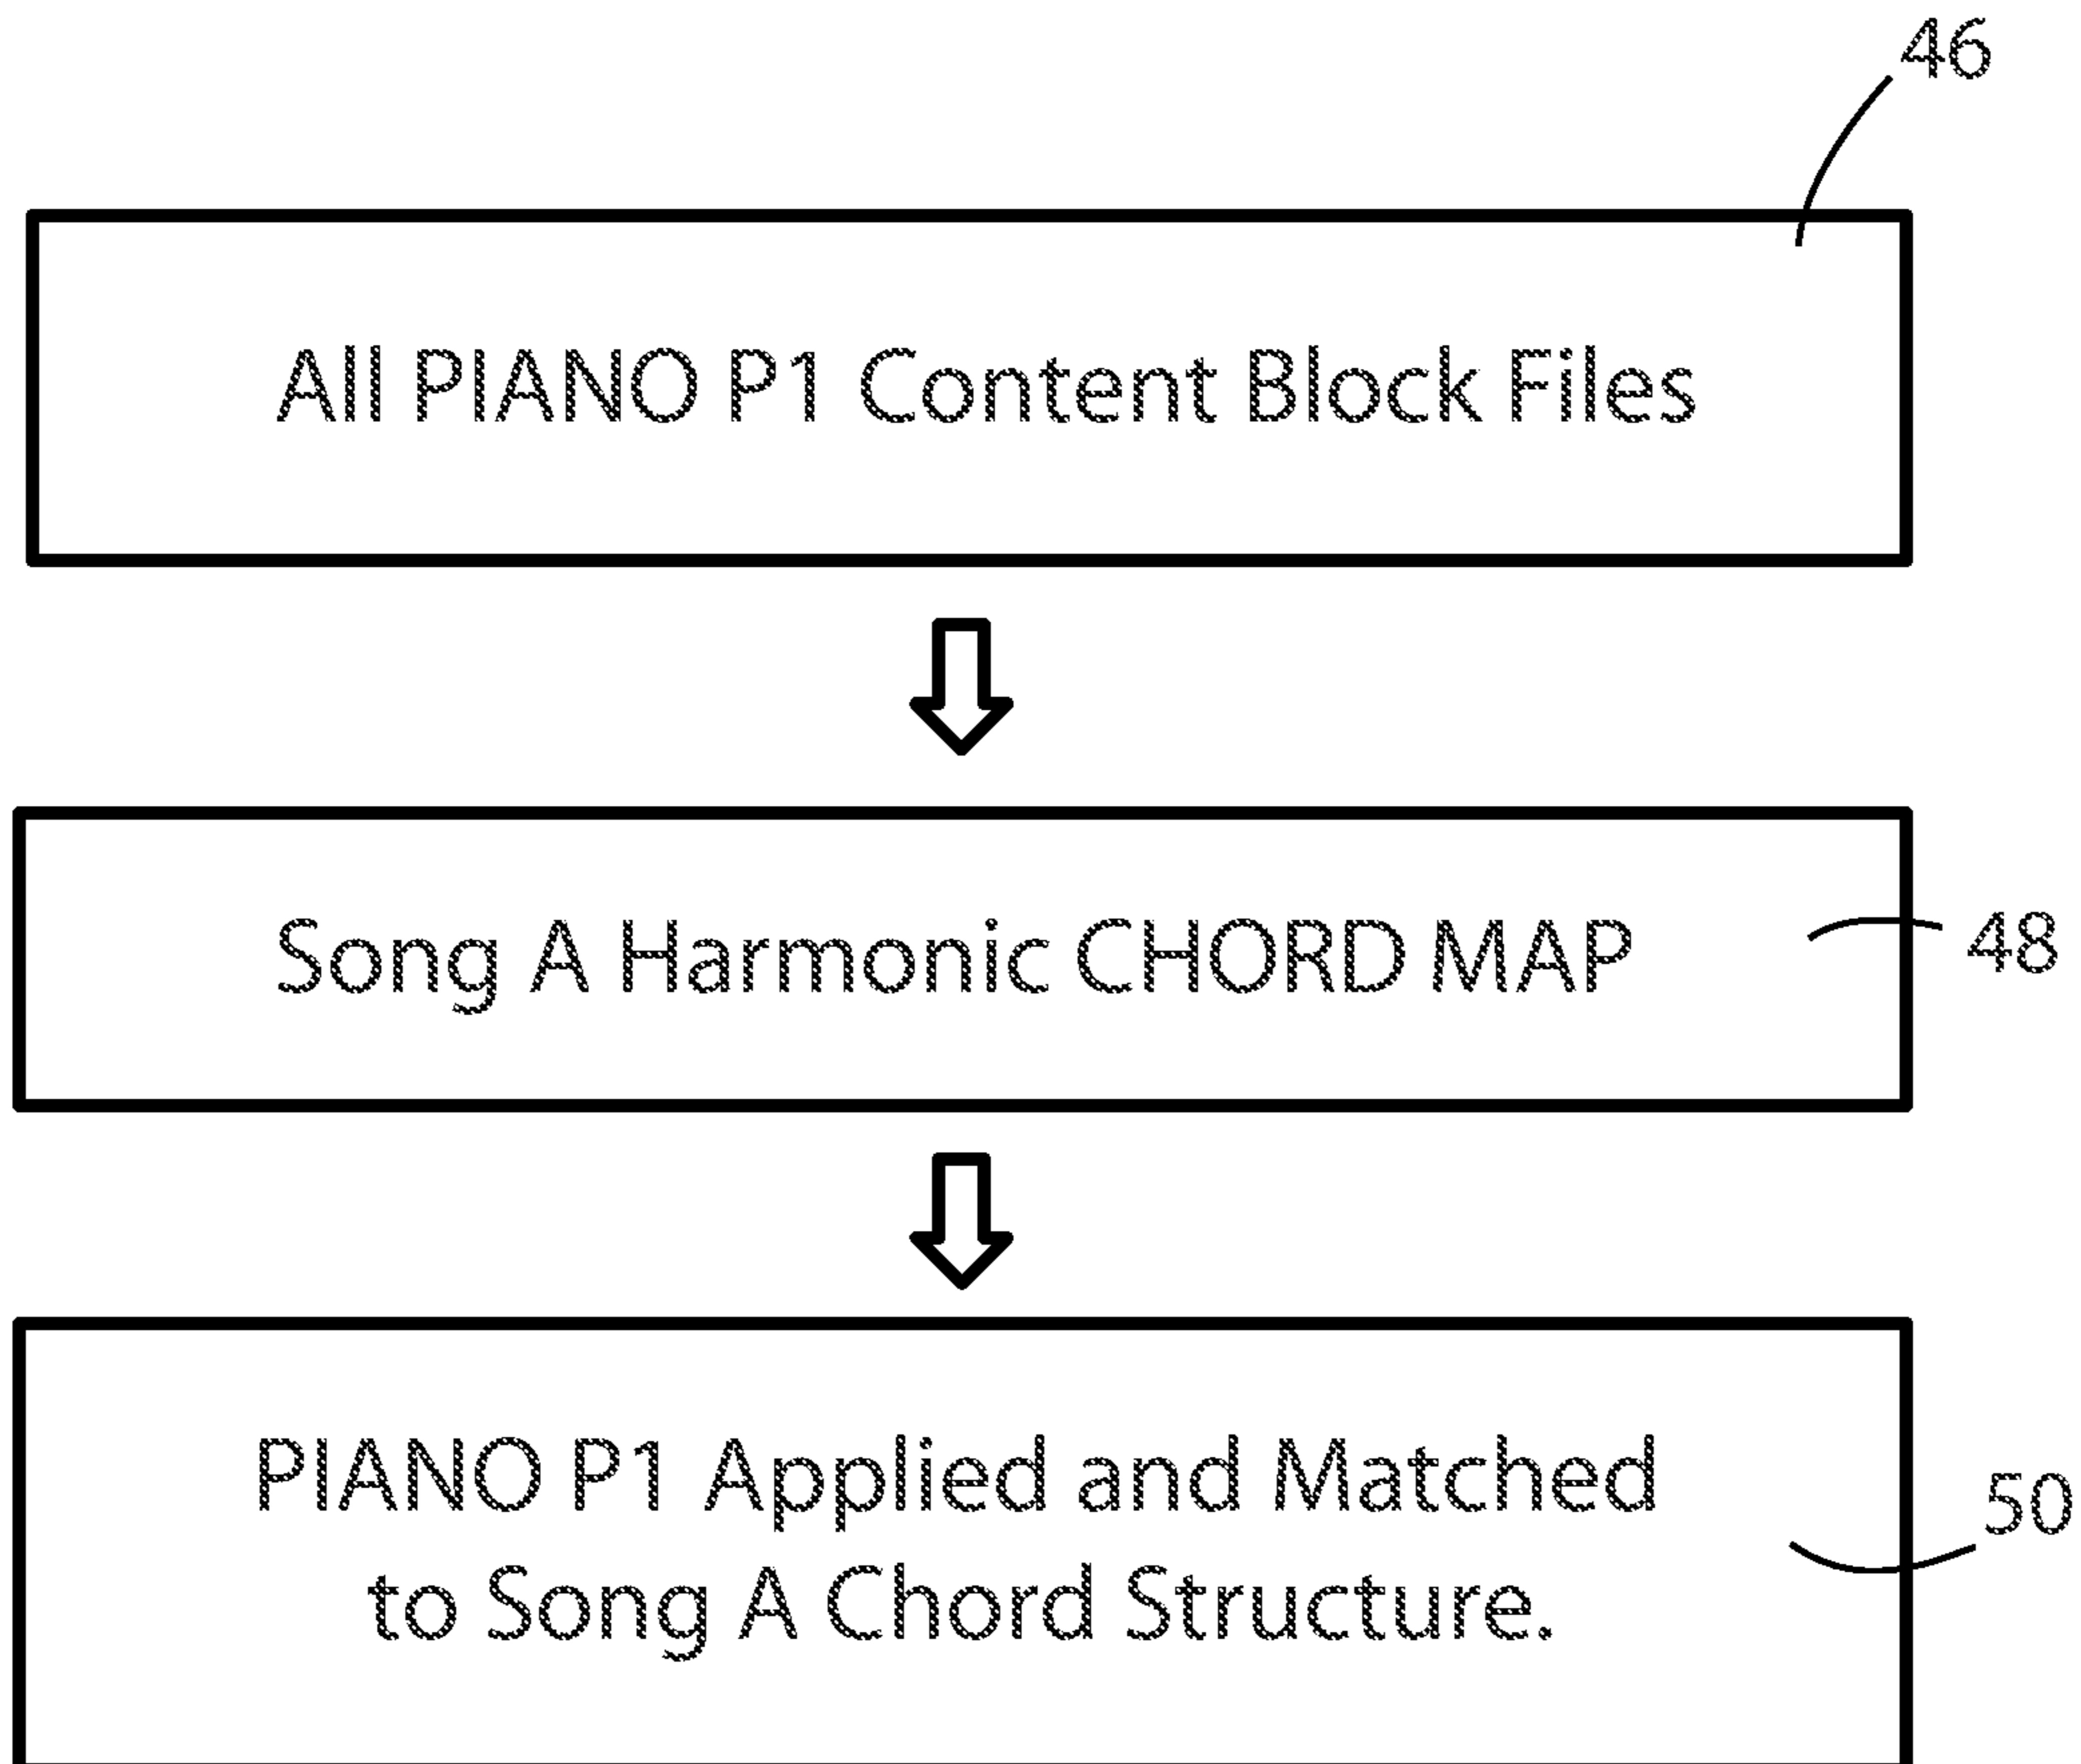 46
All PIANO P1 Content Block Files
Song A Harmonic CHORD MAP
48
PIANO P1 Applied and Matched
to Song A Chord Structure.
50